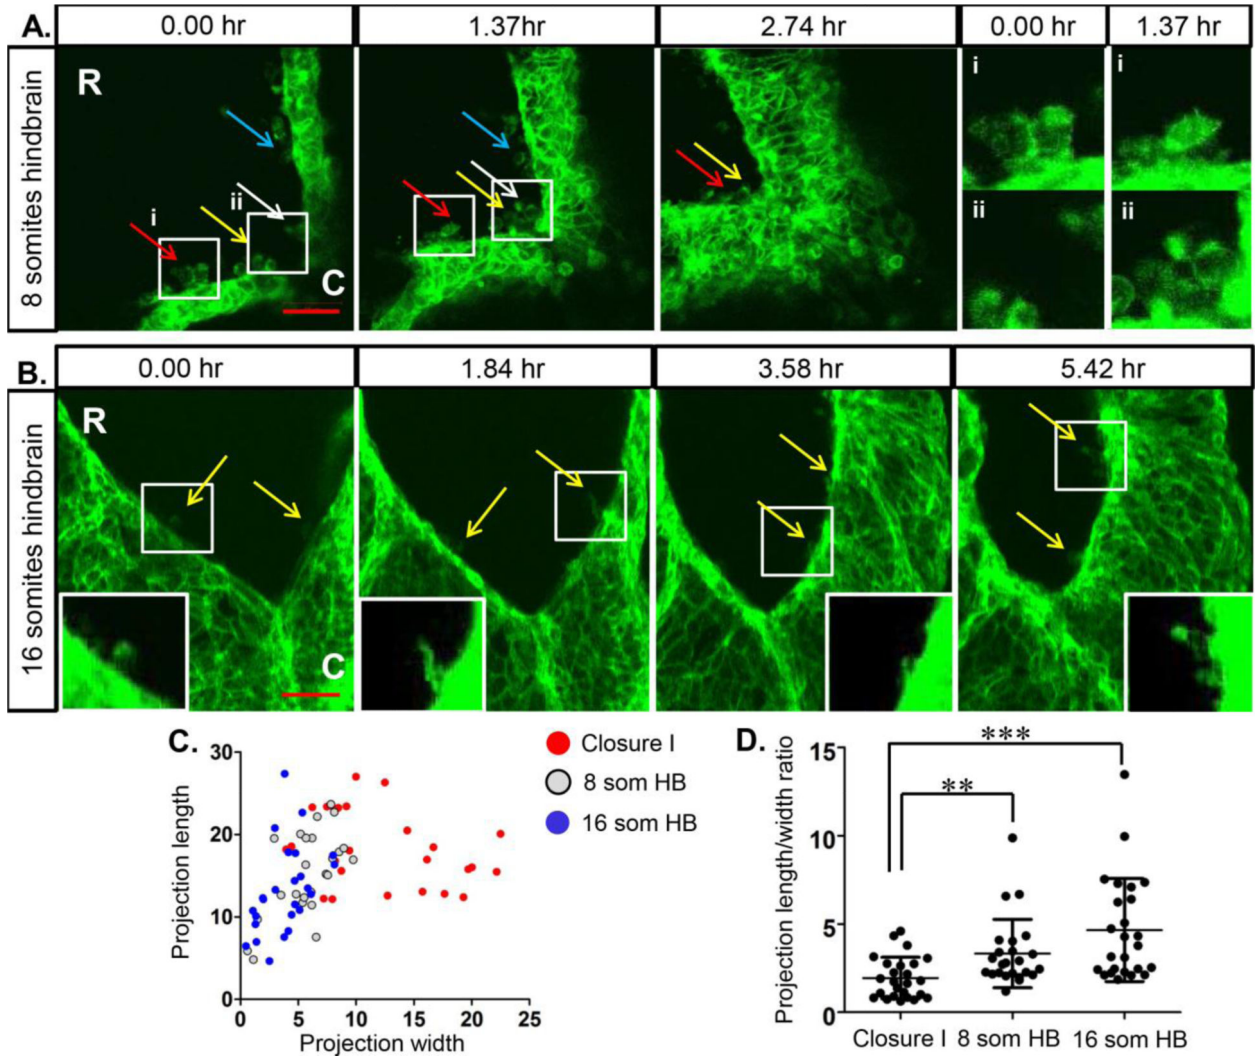 A.
0.00 hr
1.37hr
2.74 hr
0.00 hr
1.37 hr
8 somites hindbrain
R
i
ii
C
i
i
ii
ii
B.
0.00 hr
1.84 hr
3.58 hr
5.42 hr
16 somites hindbrain
R
C
C.
Projection length
30
20
10
0
0 5 10 15 20 25
Projection width
Closure I
8 som HB
16 som HB
D.
Projection length/width ratio
15
10
5
0
***
**
Closure I 8 som HB 16 som HB